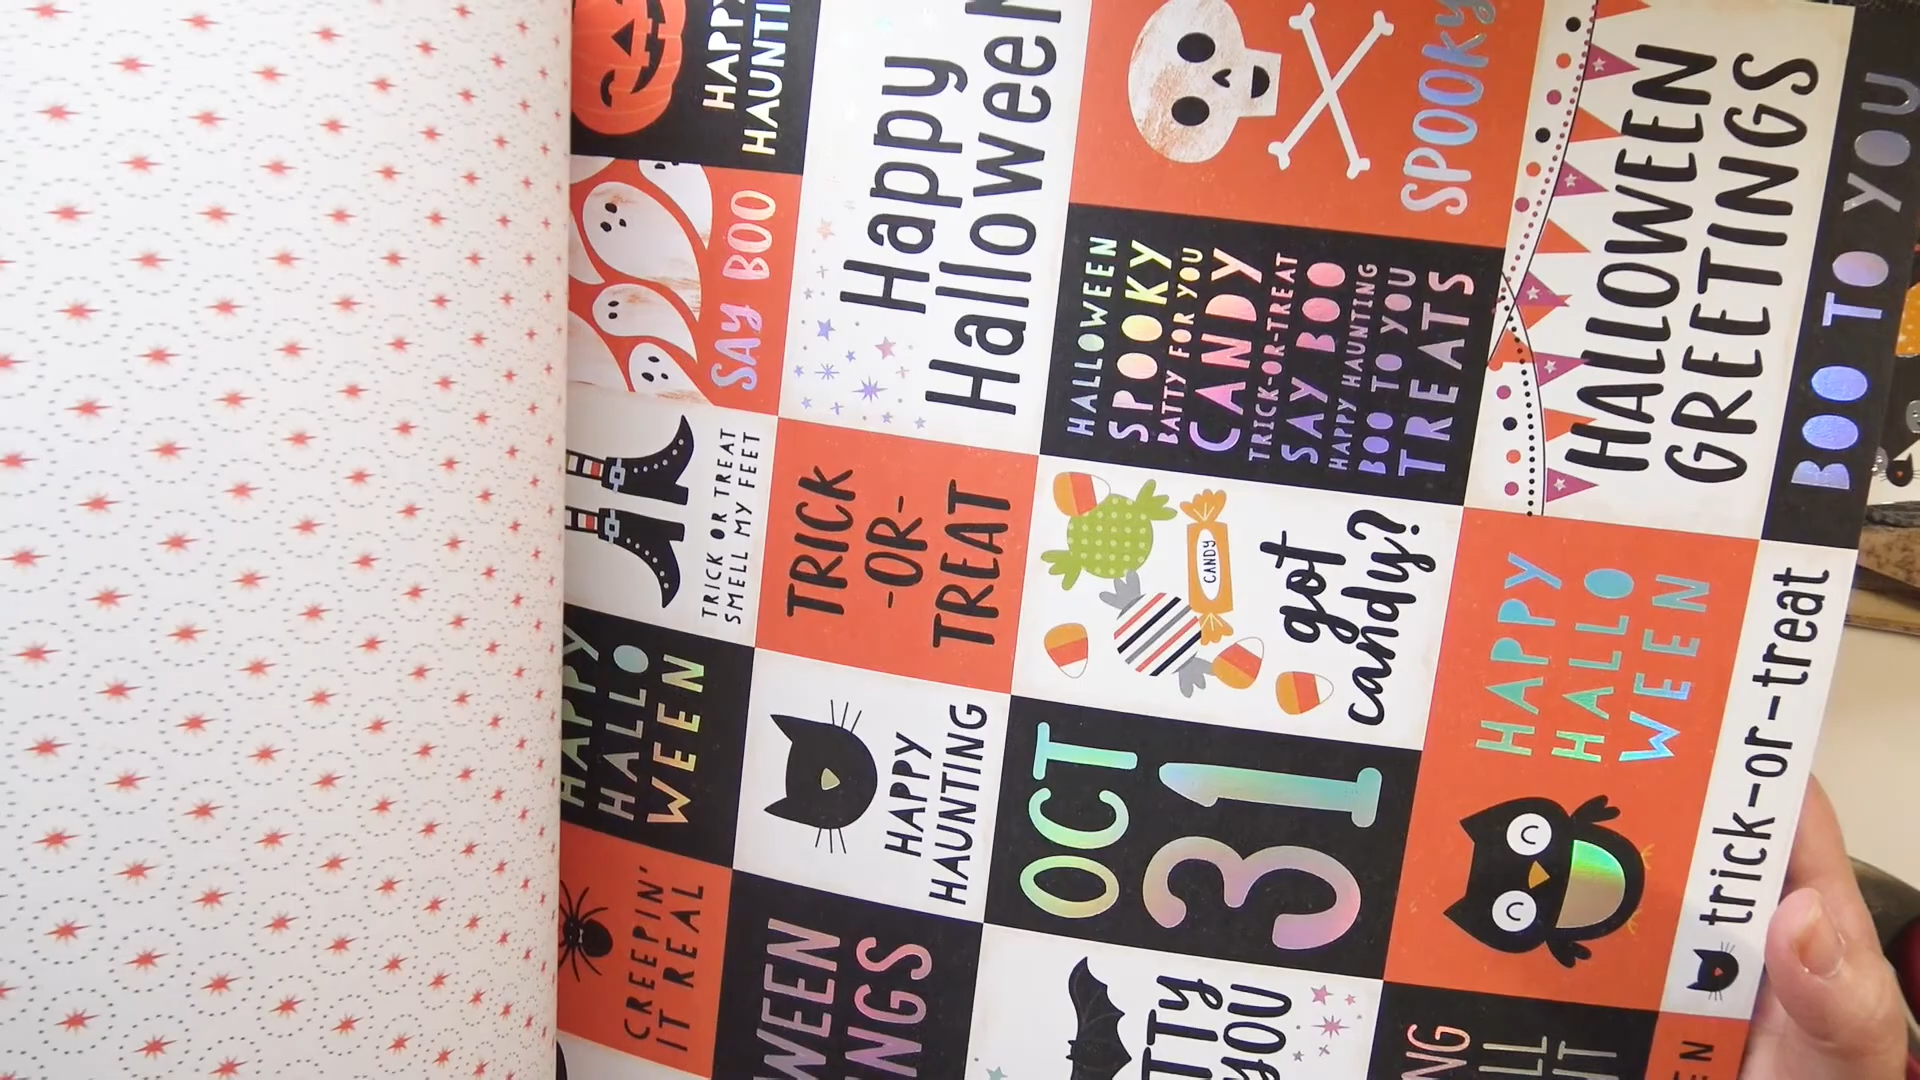 HAPPY
SPOOKY
HALLOWEEN
GREETINGS
BOO TO YOU
Happy
Halloween
SAY BOO
HALLOWEEN
SPOOKY
BATTY FOR YOU
CANDY
TRICK-OR-TREAT
SAY BOO
HAPPY HAUNTING
BOO TO YOU
TREATS
TRICK OR TREAT
SMELL MY FEET
TRICK
-OR-
TREAT
CANDY
got
candy?
HAPPY
HALLO
WEEN
trick-or-treat
HAPPY
HALLO
WEEN
HAPPY
HAUNTING
OCT
31
CREEPIN'
IT REAL
YOU